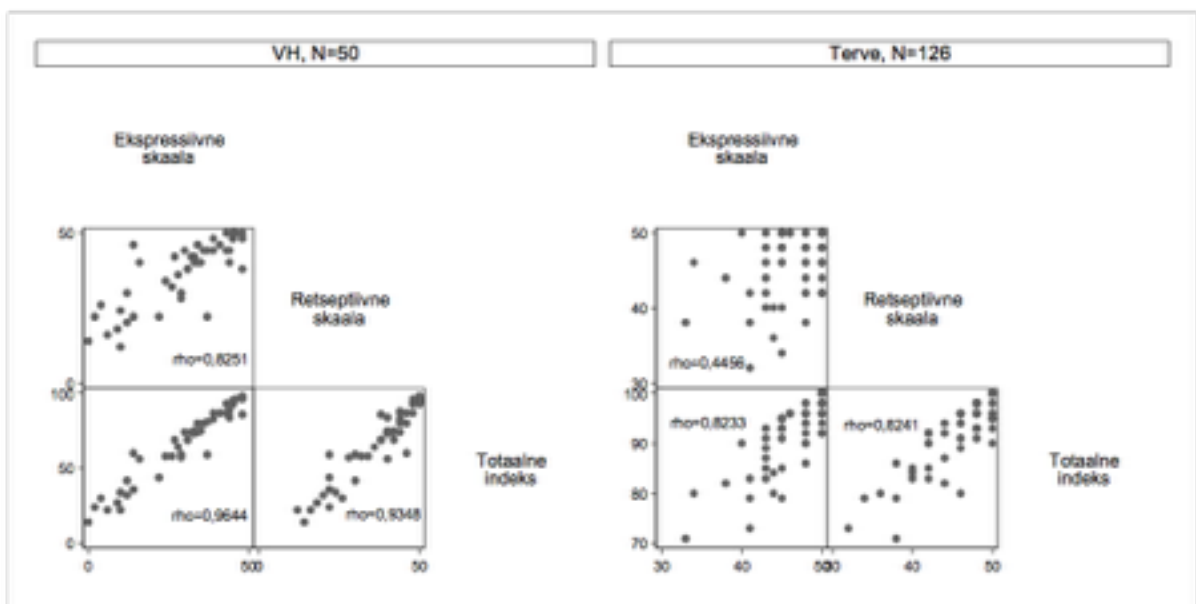 VH, N=50
Terve, N=126
Ekspressiivne
skaala
Ekspressiivne
skaala
50
50
Retseptiivne
skaala
Retseptiivne
skaala
40
rho=0,8251
rho=0,4456
0
30
100
100
rho=0,8233
rho=0,8241
90
50
Totaalne
indeks
Totaalne
indeks
80
rho=0,9644
rho=0,9348
0
70
0
50
0
50
30
40
50
30
40
50